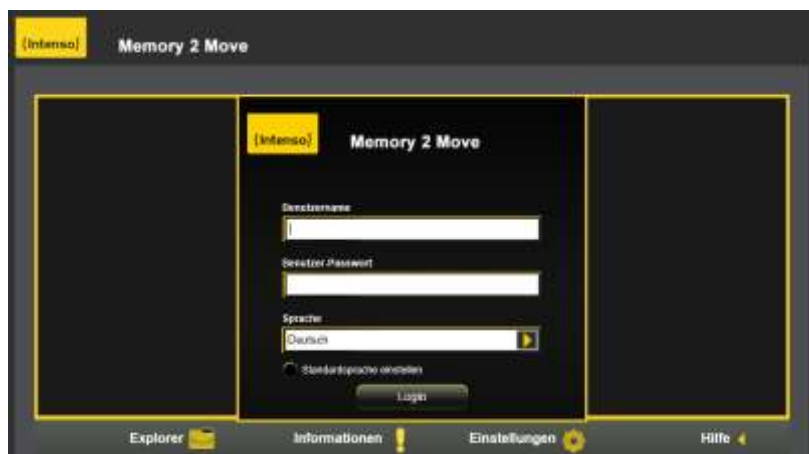 (Intenso) Memory 2 Move
(Intenso) Memory 2 Move
Benutzername
Benutzer-Passwort
Sprache
Deutsch
Standardsprache einstellen
Login
Explorer Informationen Einstellungen Hilfe